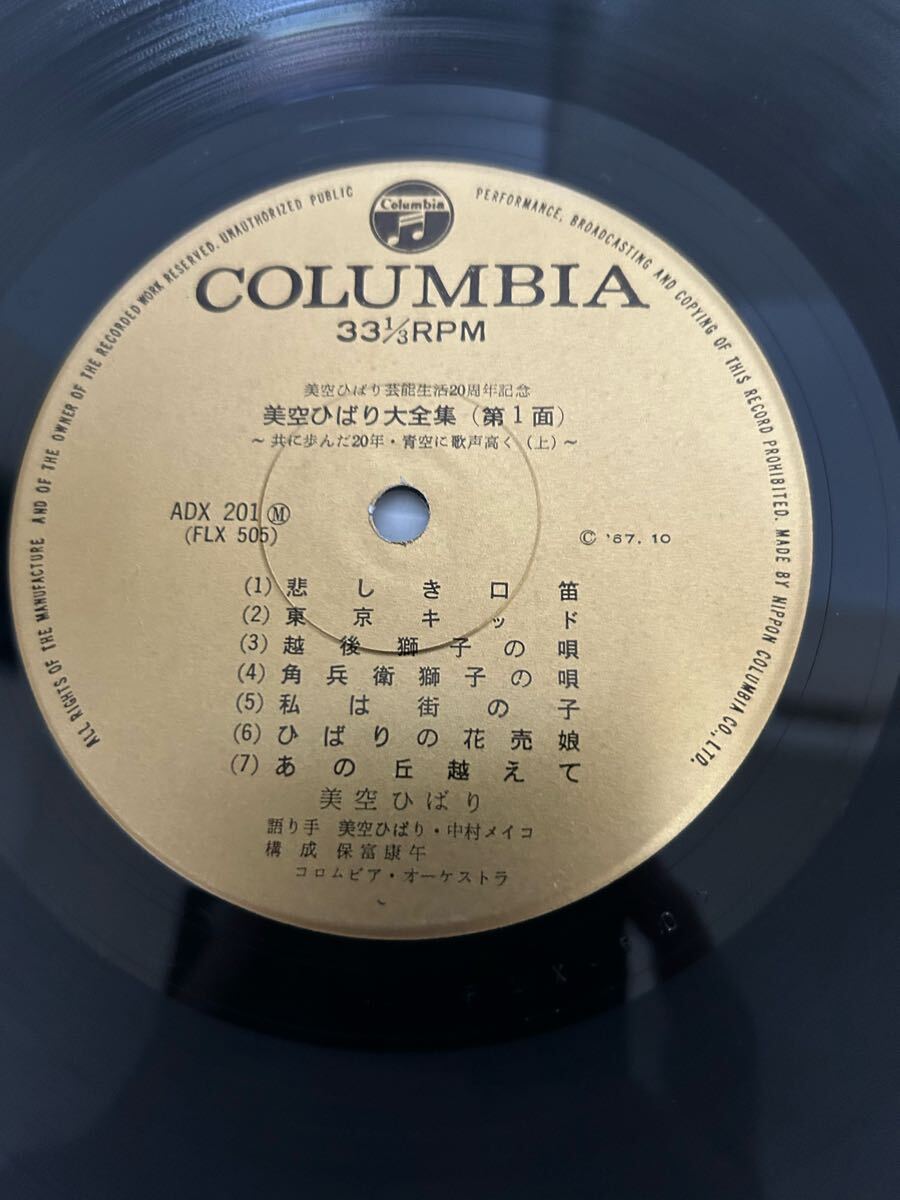 Columbia
ALL RIGHTS OF THE MANUFACTURE AND OF THE OWNER OF THE RECORDED WORK RESERVED. UNAUTHORIZED PUBLIC PERFORMANCE, BROADCASTING AND COPYING OF THIS RECORD PROHIBITED. MADE BY NIPPON COLUMBIA CO., LTD.
COLUMBIA
33⅓RPM
美空ひばり芸能生活20周年記念
美空ひばり大全集(第1面)
~共に歩んだ20年・青空に歌声高く(上)~
ADX 201 Ⓜ
(FLX 505)
© '67. 10
(1) 悲しき口笛
(2) 東京キッド
(3) 越後獅子の唄
(4) 角兵衛獅子の唄
(5) 私は街の子
(6) ひばりの花売娘
(7) あの丘越えて
美空ひばり
語り手 美空ひばり・中村メイコ
構成 保富康午
コロムビア・オーケストラ